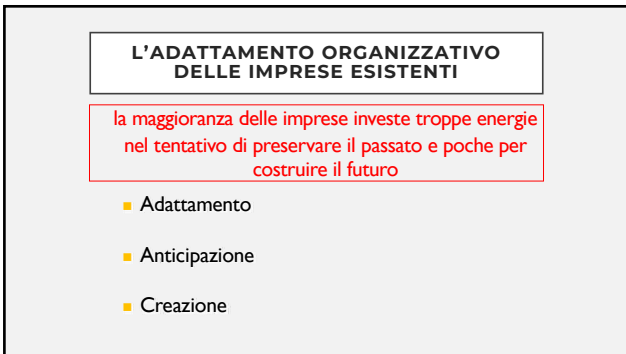 L'ADATTAMENTO ORGANIZZATIVO
DELLE IMPRESE ESISTENTI
la maggioranza delle imprese investe troppe energie
nel tentativo di preservare il passato e poche per
costruire il futuro
Adattamento
Anticipazione
Creazione